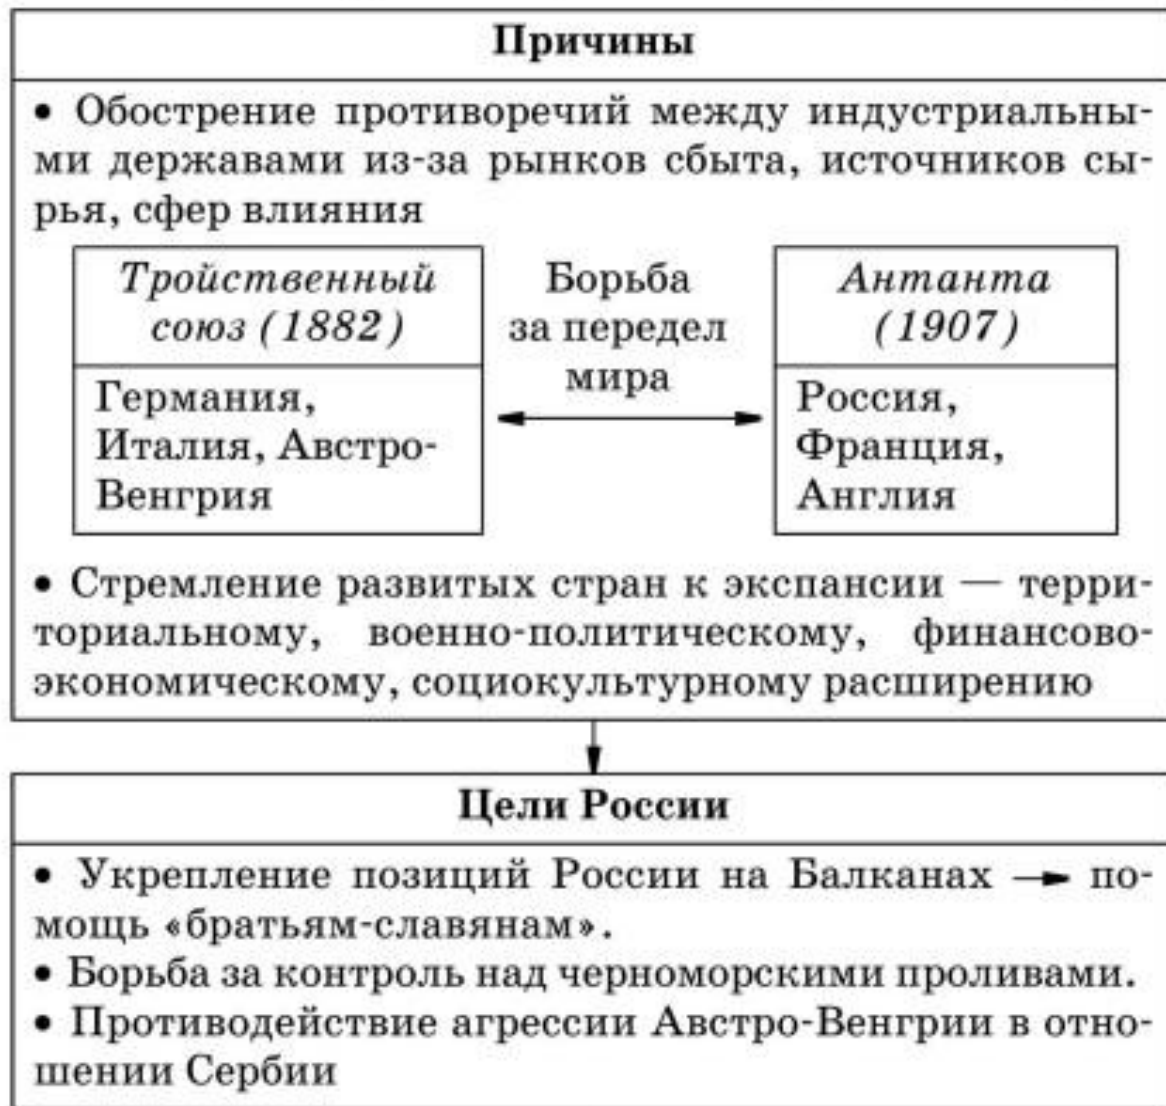 Причины
• Обострение противоречий между индустриальны-
ми державами из-за рынков сбыта, источников сы-
рья, сфер влияния
Тройственный
союз (1882)
Германия,
Италия, Австро-
Венгрия
Борьба
за передел
мира
Антанта
(1907)
Россия,
Франция,
Англия
• Стремление развитых стран к экспансии — терри-
ториальному, военно-политическому, финансово-
экономическому, социокультурному расширению
Цели России
• Укрепление позиций России на Балканах → по-
мощь «братьям-славянам».
• Борьба за контроль над черноморскими проливами.
• Противодействие агрессии Австро-Венгрии в отно-
шении Сербии